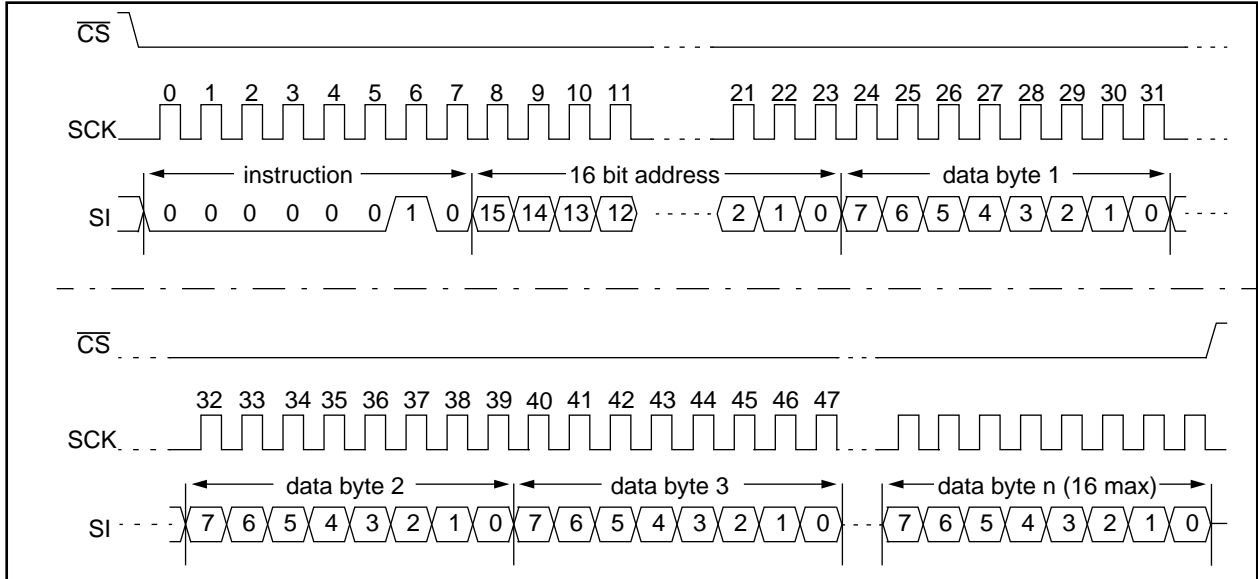 CS
0 1 2 3 4 5 6 7 8 9 10 11 21 22 23 24 25 26 27 28 29 30 31
SCK
instruction 16 bit address data byte 1
SI 0 0 0 0 0 0 1 0 15 14 13 12 2 1 0 7 6 5 4 3 2 1 0
CS
32 33 34 35 36 37 38 39 40 41 42 43 44 45 46 47
SCK
data byte 2 data byte 3 data byte n (16 max)
SI 7 6 5 4 3 2 1 0 7 6 5 4 3 2 1 0 7 6 5 4 3 2 1 0